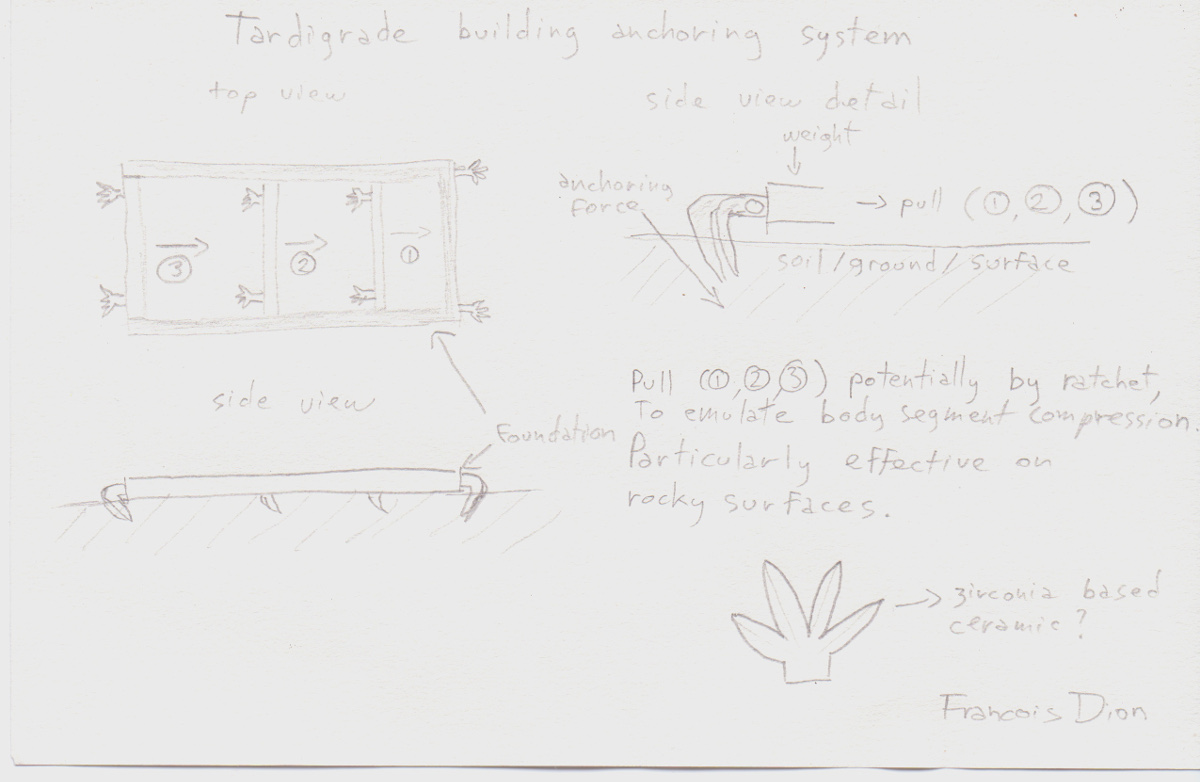 Tardigrade building anchoring system
top view
③
②
①
side view
Foundation
side view detail
weight
anchoring
force
→ pull (①, ②, ③)
soil/ground/surface
Pull (①, ②, ③) potentially by ratchet,
To emulate body segment compression.
Particularly effective on
rocky surfaces.
zirconia based
ceramic?
Francois Dion